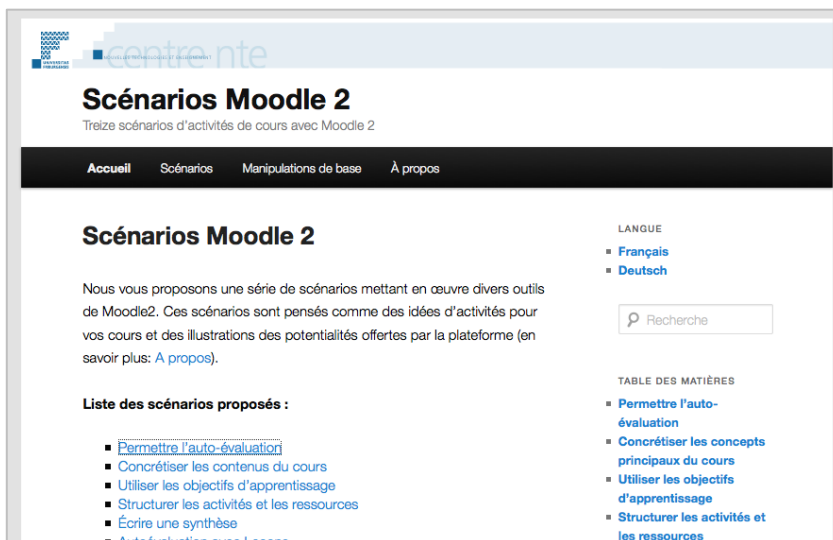 centre nte
Scénarios Moodle 2
Treize scénarios d'activités de cours avec Moodle 2
Accueil
Scénarios
Manipulations de base
À propos
Scénarios Moodle 2
Nous vous proposons une série de scénarios mettant en œuvre divers outils
de Moodle2. Ces scénarios sont pensés comme des idées d'activités pour
vos cours et des illustrations des potentialités offertes par la plateforme (en
savoir plus: A propos).
Liste des scénarios proposés :
Permettre l'auto-évaluation
Concrétiser les contenus du cours
Utiliser les objectifs d'apprentissage
Structurer les activités et les ressources
Écrire une synthèse
LANGUE
Français
Deutsch
Recherche
TABLE DES MATIÈRES
Permettre l'auto-
évaluation
Concrétiser les concepts
principaux du cours
Utiliser les objectifs
d'apprentissage
Structurer les activités et
les ressources